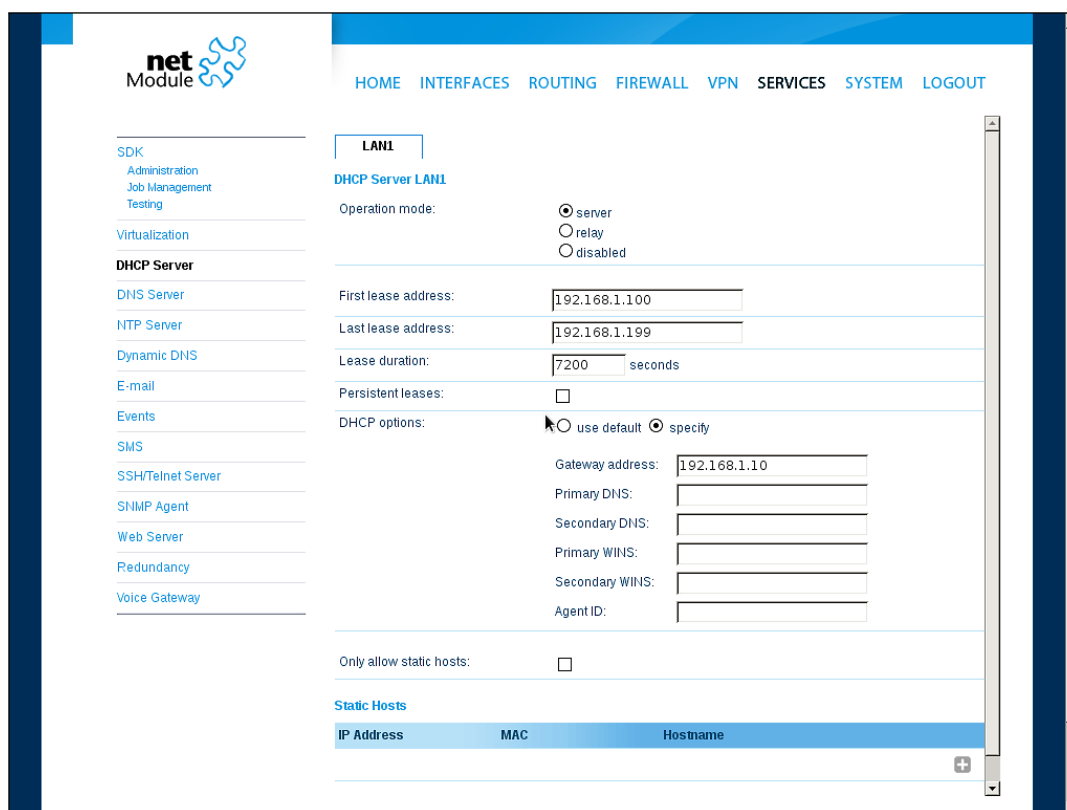 net
Module
HOME INTERFACES ROUTING FIREWALL VPN SERVICES SYSTEM LOGOUT
SDK
Administration
Job Management
Testing
Virtualization
DHCP Server
DNS Server
NTP Server
Dynamic DNS
E-mail
Events
SMS
SSH/Telnet Server
SNMP Agent
Web Server
Redundancy
Voice Gateway
LAN1
DHCP Server LAN1
Operation mode: server
relay
disabled
First lease address: 192.168.1.100
Last lease address: 192.168.1.199
Lease duration: 7200 seconds
Persistent leases:
DHCP options: use default specify
Gateway address: 192.168.1.10
Primary DNS:
Secondary DNS:
Primary WINS:
Secondary WINS:
Agent ID:
Only allow static hosts:
Static Hosts
IP Address MAC Hostname